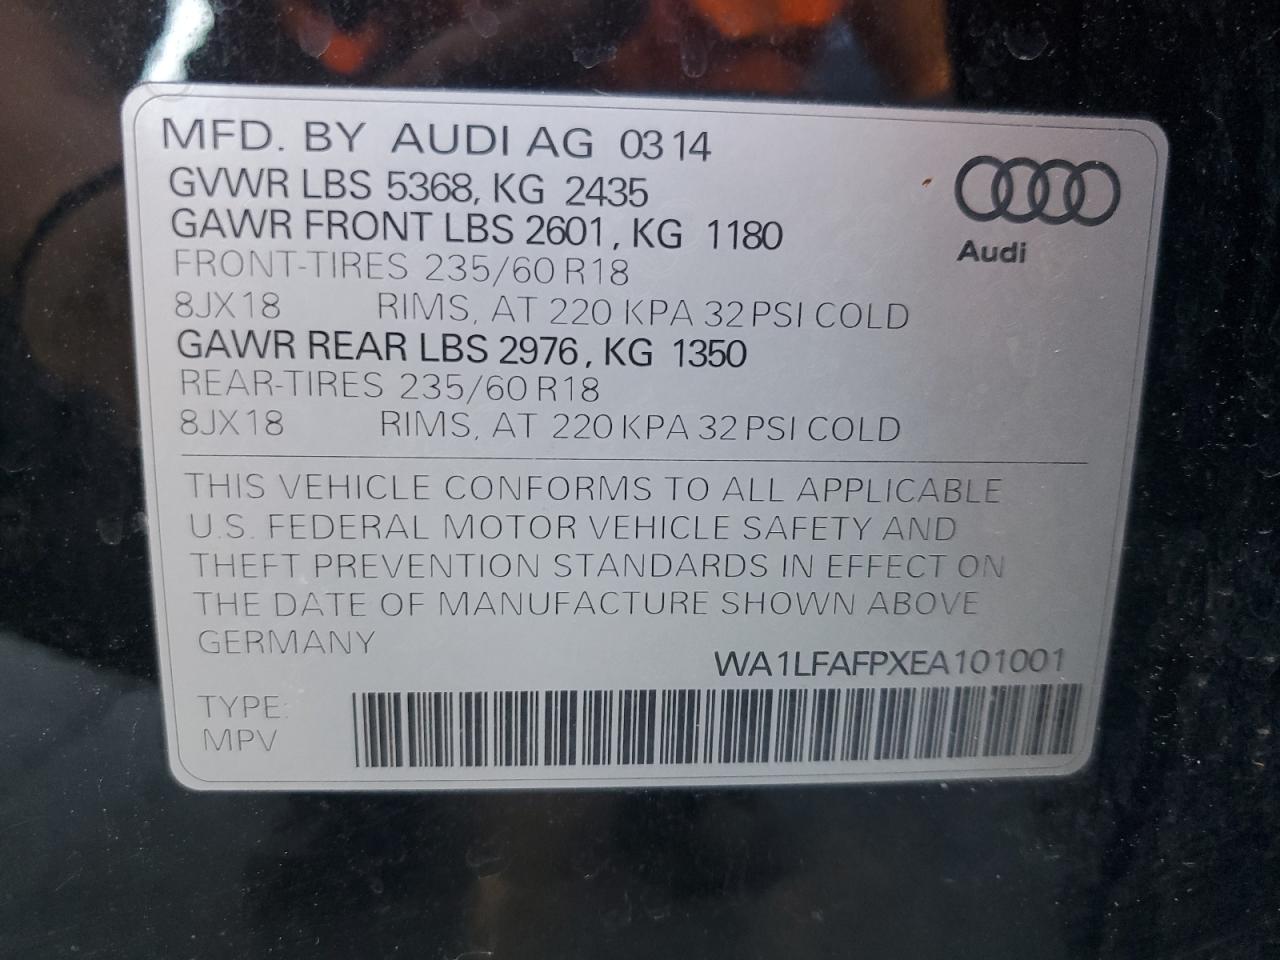 MFD. BY AUDI AG 03 14
GVWR LBS 5368, KG 2435
GAWR FRONT LBS 2601, KG 1180
FRONT-TIRES 235/60 R18
8JX18 RIMS, AT 220 KPA 32 PSI COLD
GAWR REAR LBS 2976, KG 1350
REAR-TIRES 235/60 R18
8JX18 RIMS, AT 220 KPA 32 PSI COLD
Audi
THIS VEHICLE CONFORMS TO ALL APPLICABLE
U.S. FEDERAL MOTOR VEHICLE SAFETY AND
THEFT PREVENTION STANDARDS IN EFFECT ON
THE DATE OF MANUFACTURE SHOWN ABOVE
GERMANY
WA1LFAFPXEA101001
TYPE:
MPV